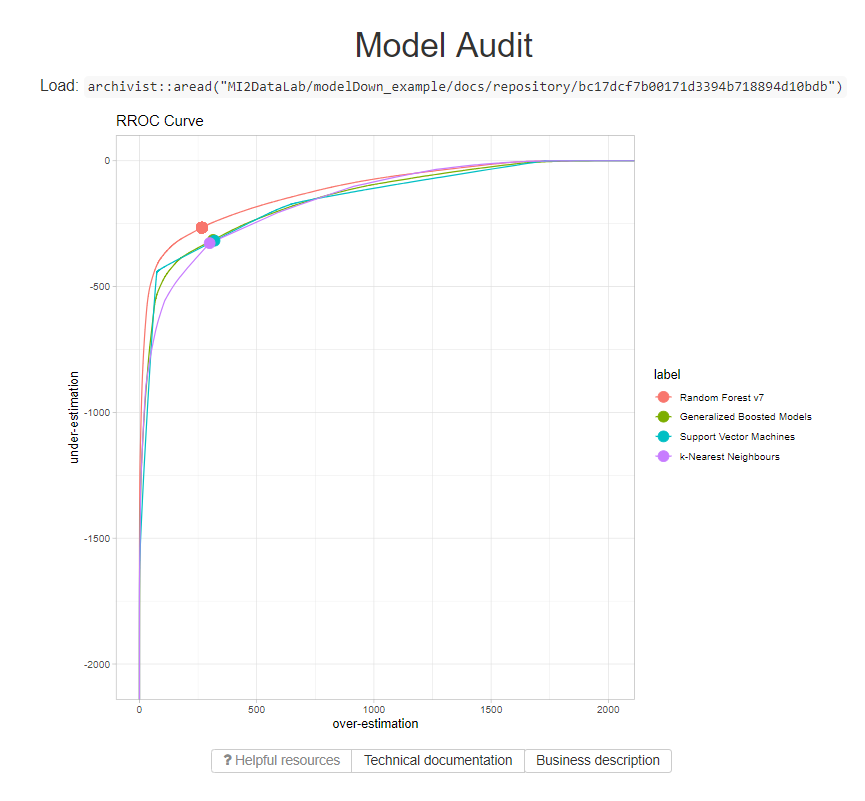 Model Audit
Load: archivist::aread("MI2DataLab/modelDown_example/docs/repository/bc17dcf7b00171d3394b718894d10bdb")
RROC Curve
0
-500
-1000
-1500
-2000
under-estimation
0 500 1000 1500 2000
over-estimation
label
Random Forest v7
Generalized Boosted Models
Support Vector Machines
k-Nearest Neighbours
? Helpful resources Technical documentation Business description